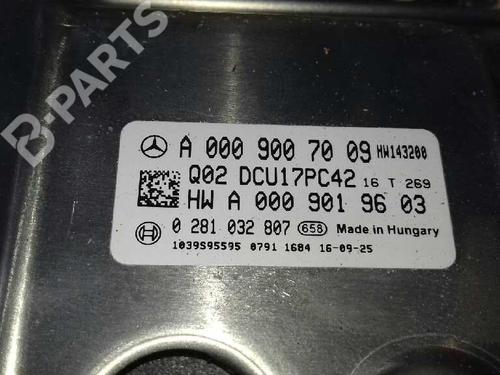 B-PARTS
A 000 900 70 09 HW143200
Q02 DCU17PC42 16 T 269
HW A 000 901 96 03
0 281 032 807 658 Made in Hungary
1039S95595 0791 1684 16-09-25